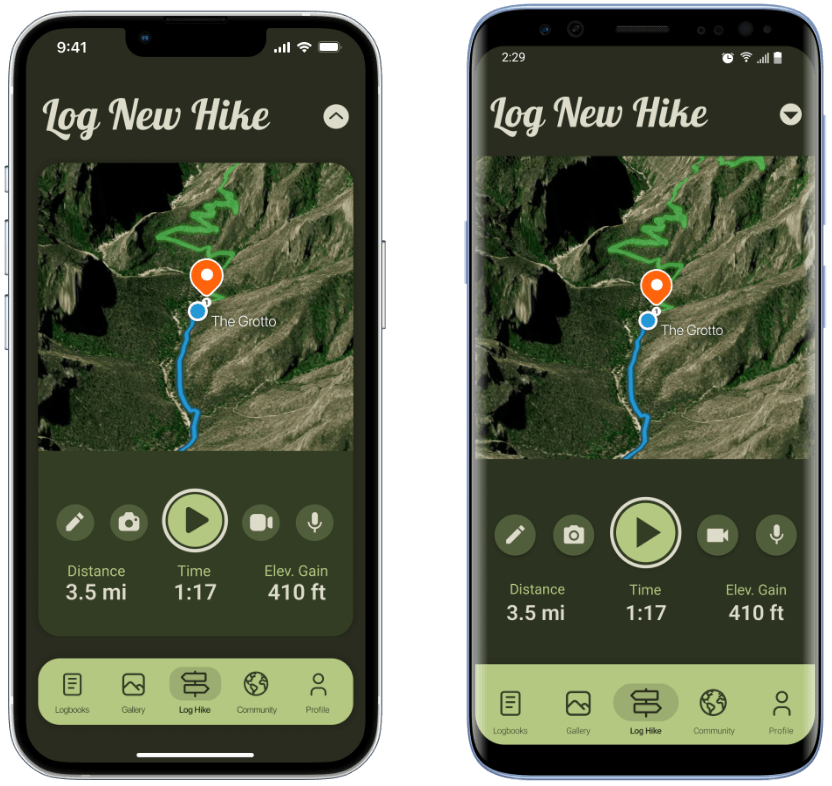 9:41
Log New Hike
1
The Grotto
Distance Time Elev. Gain
3.5 mi 1:17 410 ft
Logbooks Gallery Log Hike Community Profile
2:29
Log New Hike
1
The Grotto
Distance Time Elev. Gain
3.5 mi 1:17 410 ft
Logbooks Gallery Log Hike Community Profile